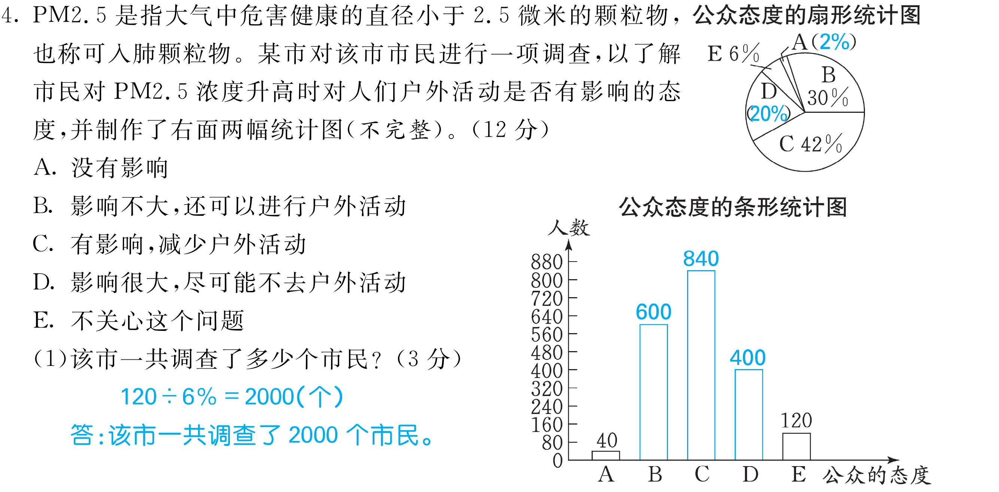 4. PM2.5 是指大气中危害健康的直径小于 2.5 微米的颗粒物，
也称可入肺颗粒物。某市对该市市民进行一项调查，以了解
市民对 PM2.5 浓度升高时对人们户外活动是否有影响的态
度，并制作了右面两幅统计图（不完整）。（12 分）
A. 没有影响
B. 影响不大，还可以进行户外活动
C. 有影响，减少户外活动
D. 影响很大，尽可能不去户外活动
E. 不关心这个问题
（1）该市一共调查了多少个市民？（3 分）
120÷6%＝2000（个）
答：该市一共调查了 2000 个市民。
公众态度的扇形统计图
A（2%）
E 6%
B
30%
D
（20%）
C 42%
公众态度的条形统计图
人数
880
800
720
640
560
480
400
320
240
160
80
0
40
600
840
400
120
A B C D E 公众的态度